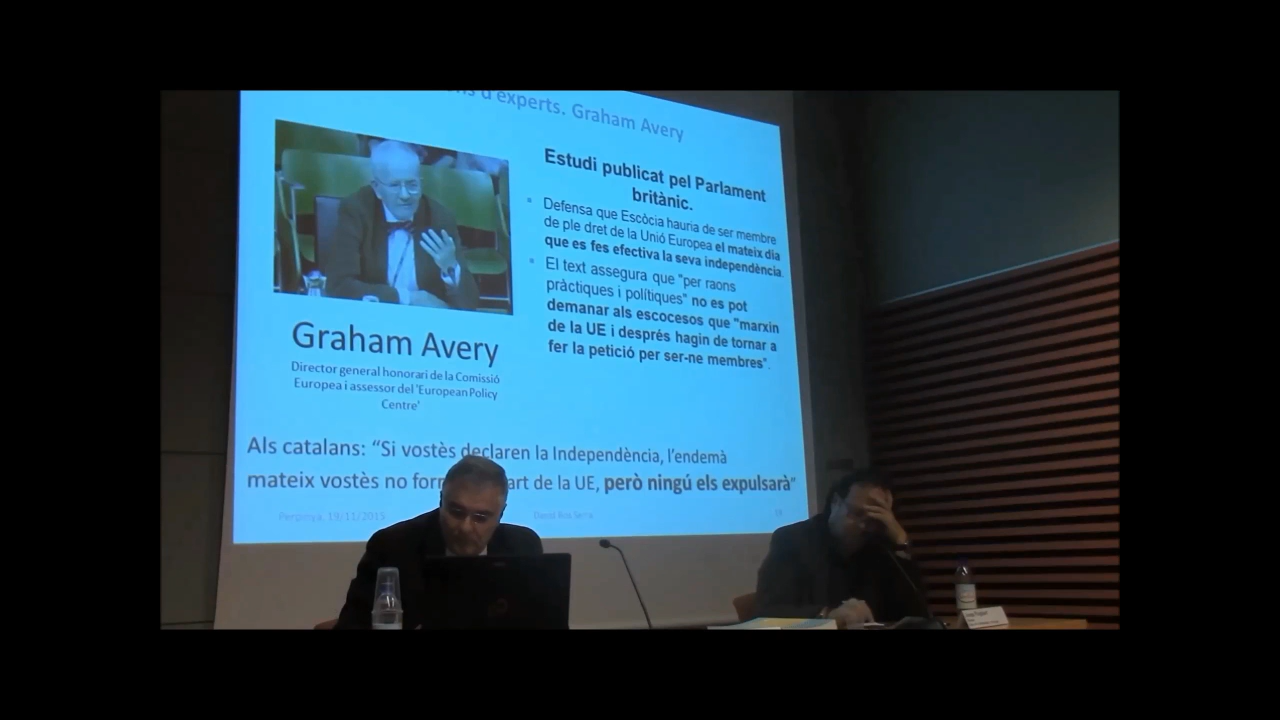 d'experts. Graham Avery
Estudi publicat pel Parlament
britànic.
Defensa que Escòcia hauria de ser membre
de ple dret de la Unió Europea el mateix dia
que es fes efectiva la seva independència.
El text assegura que "per raons
pràctiques i polítiques" no es pot
demanar als escocesos que "marxin
de la UE i després hagin de tornar a
fer la petició per ser-ne membres".
Graham Avery
Director general honorari de la Comissió
Europea i assessor del 'European Policy
Centre'
Als catalans: “Si vostès declaren la Independència, l'endemà
mateix vostès no art de la UE, però ningú els expulsarà”
Perpinyà, 19/11/2015
David Ros Serra